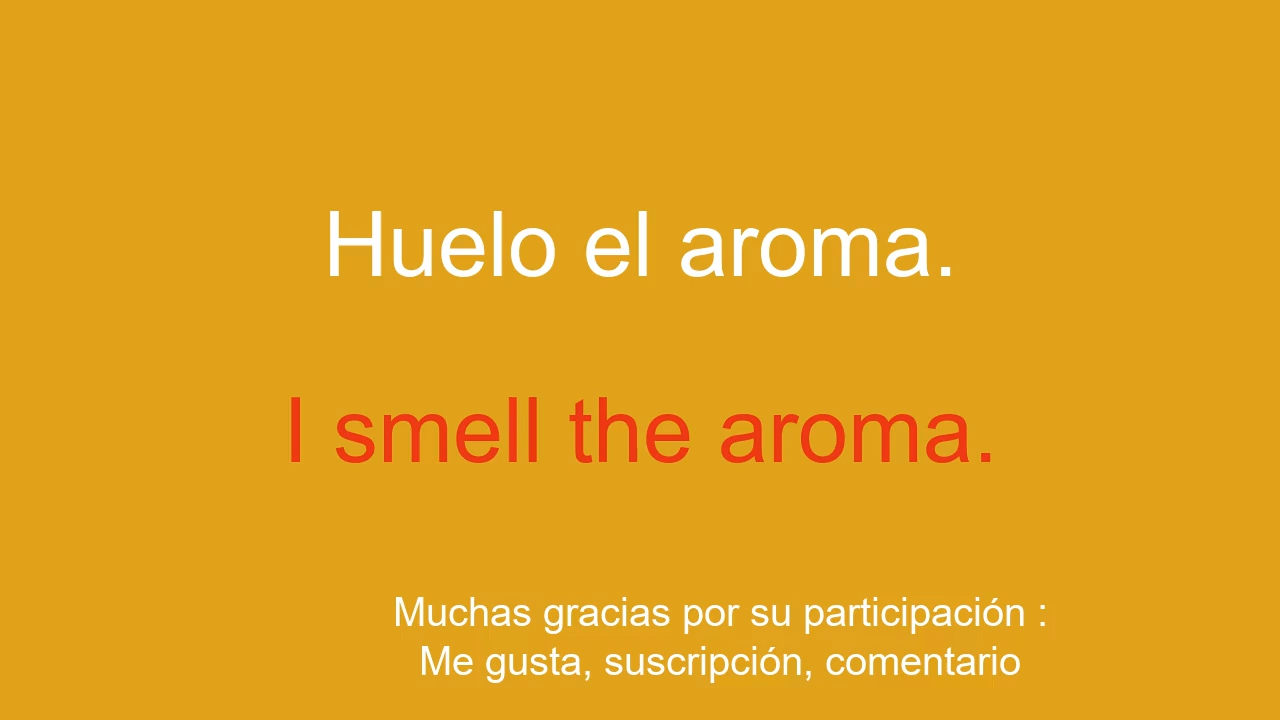 Huelo el aroma.
I smell the aroma.
Muchas gracias por su participación :
Me gusta, suscripción, comentario